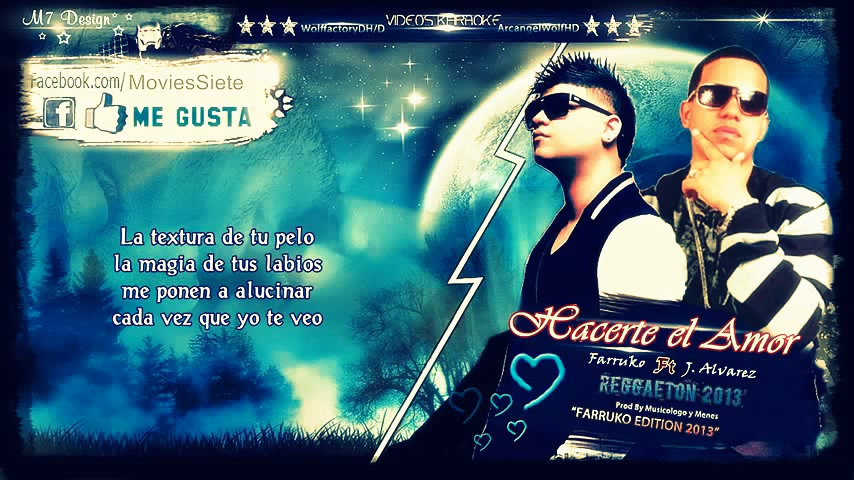 M7 Design
VIDEOS KARAOKE
WolffactoryDH/D
ArcangelWolfHD
Facebook.com/MoviesSiete
f
ME GUSTA
La textura de tu pelo
la magia de tus labios
me ponen a alucinar
cada vez que yo te veo
Hacerte el Amor
Farruko Ft J. Alvarez
REGGAETON 2013
Prod By Musicologo y Menes
"FARRUKO EDITION 2013"